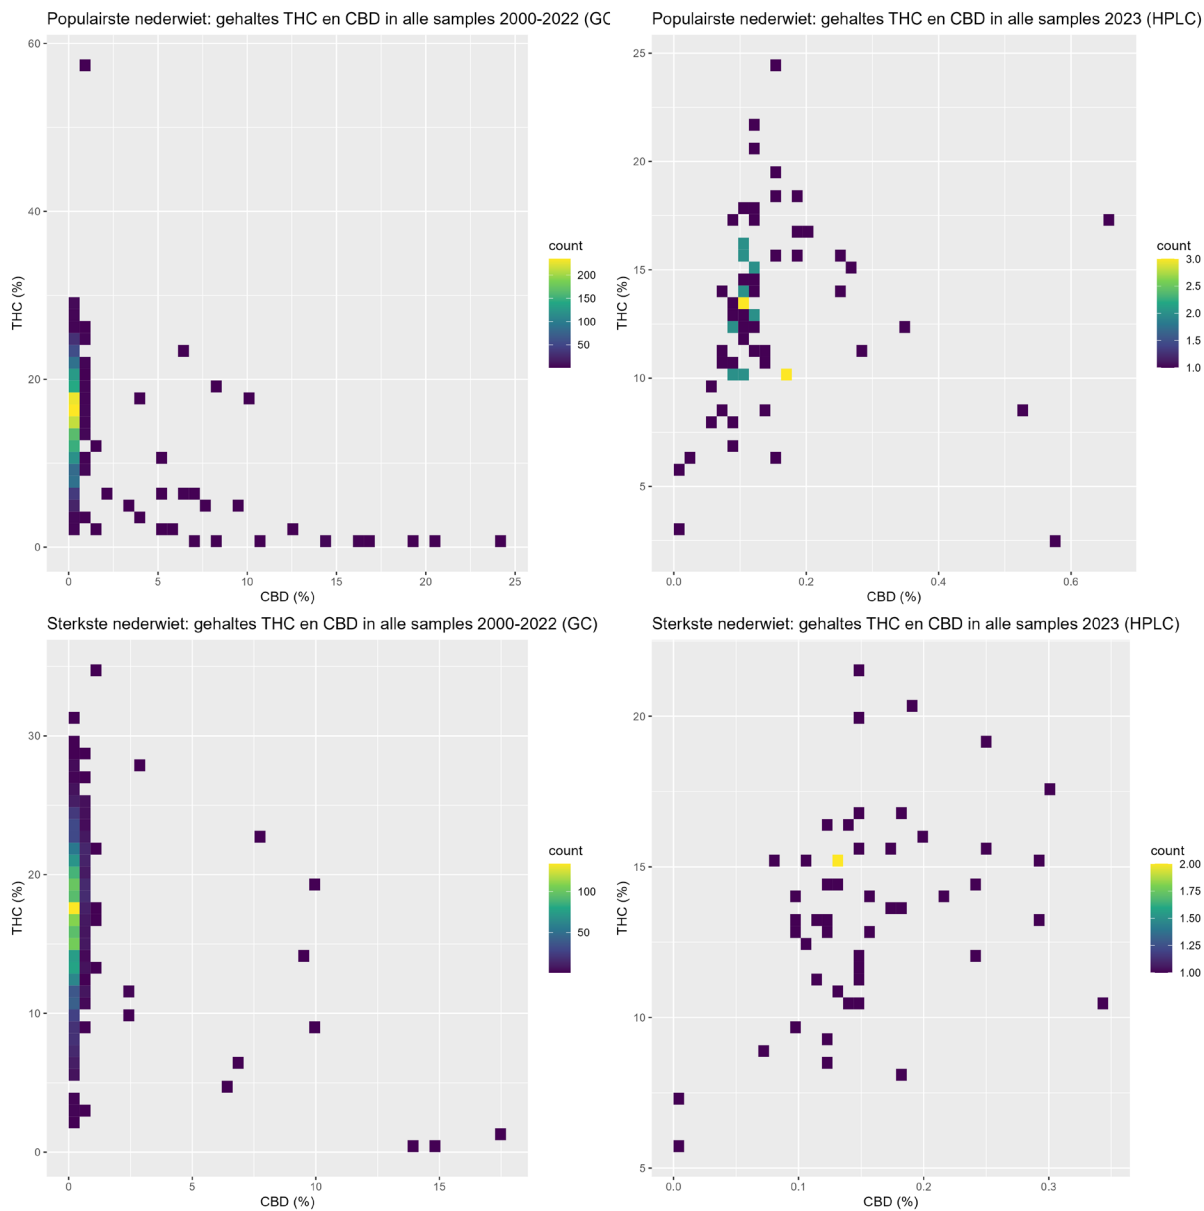 Populairste nederwiet: gehaltes THC en CBD in alle samples 2000-2022 (GC
60
40
20
0
THC (%)
0 5 10 15 20 25
CBD (%)
count
200
150
100
50
Populairste nederwiet: gehaltes THC en CBD in alle samples 2023 (HPLC)
25
20
15
10
5
THC (%)
0.0 0.2 0.4 0.6
CBD (%)
count
3.0
2.5
2.0
1.5
1.0
Sterkste nederwiet: gehaltes THC en CBD in alle samples 2000-2022 (GC)
30
20
10
0
THC (%)
0 5 10 15
CBD (%)
count
100
50
Sterkste nederwiet: gehaltes THC en CBD in alle samples 2023 (HPLC)
20
15
10
5
THC (%)
0.0 0.1 0.2 0.3
CBD (%)
count
2.00
1.75
1.50
1.25
1.00